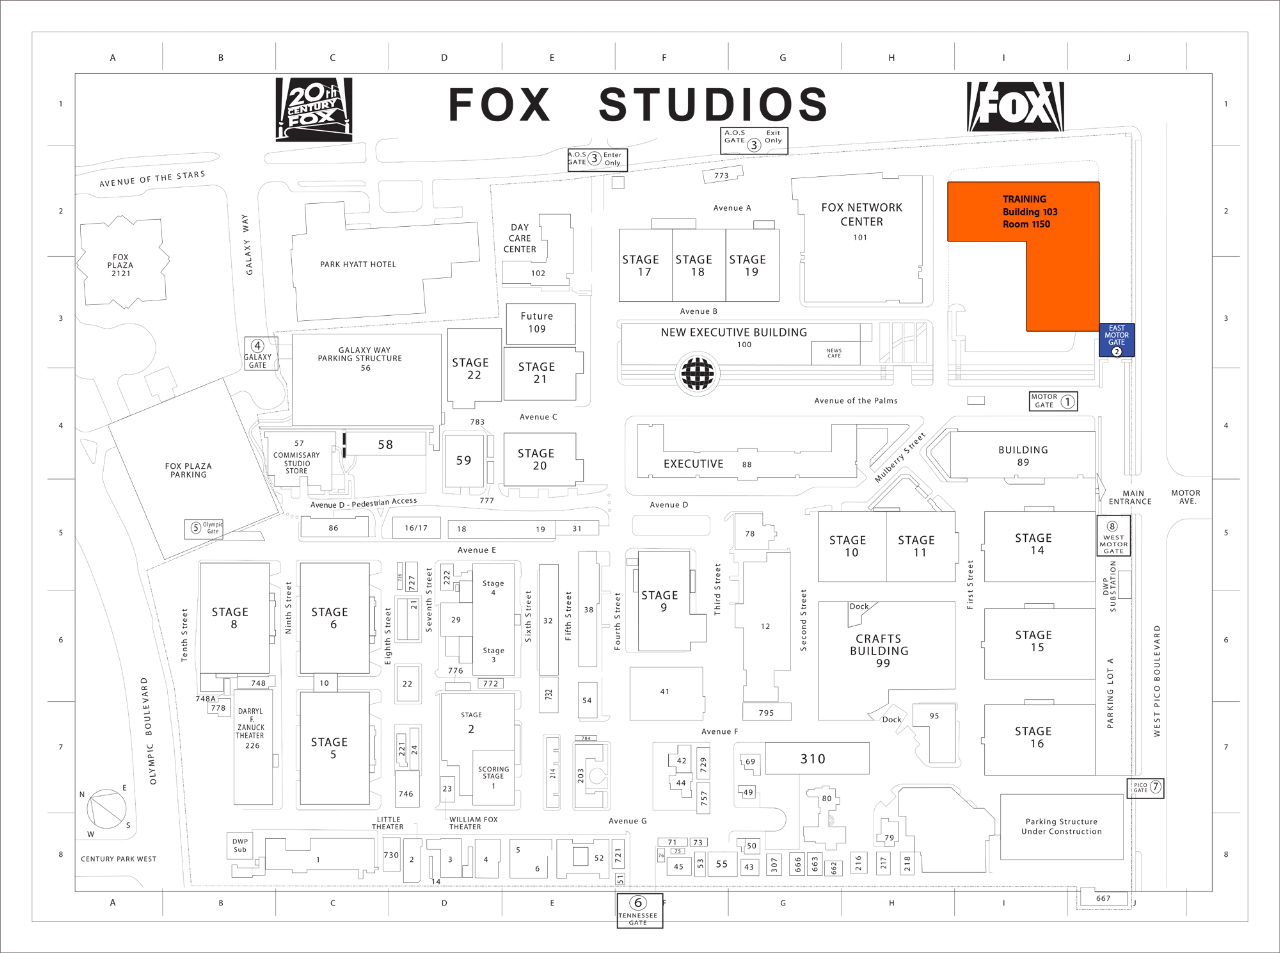 A B C D E F G H I J
1
20th
CENTURY
FOX
FOX STUDIOS
FOX
1
A.O.S Exit
GATE 3 Only
A.O.S Enter
GATE 3 Only
AVENUE OF THE STARS
773
2
Avenue A
FOX NETWORK
CENTER
101
TRAINING
Building 103
Room 1150
2
GALAXY WAY
DAY
CARE
CENTER
102
FOX
PLAZA
2121
PARK HYATT HOTEL
STAGE
17
STAGE
18
STAGE
19
3
Future
109
Avenue B
NEW EXECUTIVE BUILDING
100
NEWS
CAFE
EAST
MOTOR
GATE
2
3
4
GALAXY
GATE
GALAXY WAY
PARKING STRUCTURE
56
STAGE
22
STAGE
21
Avenue of the Palms
MOTOR
GATE 1
Avenue C
783
4
57
COMMISSARY
STUDIO
STORE
58
59
STAGE
20
EXECUTIVE 88
Mulberry Street
BUILDING
89
4
FOX PLAZA
PARKING
Avenue D - Pedestrian Access
777
Avenue D
MAIN
ENTRANCE
MOTOR
AVE.
5
5 Olympic
Gate
86
16/17
18
19
31
78
STAGE
10
STAGE
11
STAGE
14
8
WEST
MOTOR
GATE
5
Avenue E
DWP
SUBSTATION
Tenth Street
STAGE
8
Ninth Street
STAGE
6
Eighth Street
727
21
Seventh Street
222
29
Stage
4
Stage
3
Sixth Street
32
Fifth Street
38
Fourth Street
STAGE
9
Third Street
12
Second Street
First Street
Dock
CRAFTS
BUILDING
99
STAGE
15
6
6
776
748
10
22
772
732
54
41
795
748A
778
Dock
95
STAGE
16
PARKING LOT A
WEST PICO BOULEVARD
OLYMPIC BOULEVARD
DARRYL
F.
ZANUCK
THEATER
226
STAGE
5
221
24
STAGE
2
SCORING
STAGE
1
Avenue F
7
214
203
42
44
729
757
69
49
310
7
746
23
PICO
GATE 7
N E
W S
80
LITTLE
THEATER
WILLIAM FOX
THEATER
Avenue G
79
Parking Structure
Under Construction
8
CENTURY PARK WEST
DWP
Sub
1
730
2
14
3
4
5
6
52
721
51
71
73
75
45
53
55
50
43
307
666
663
662
216
217
218
8
6
TENNESSEE
GATE
667
A B C D E F G H I J